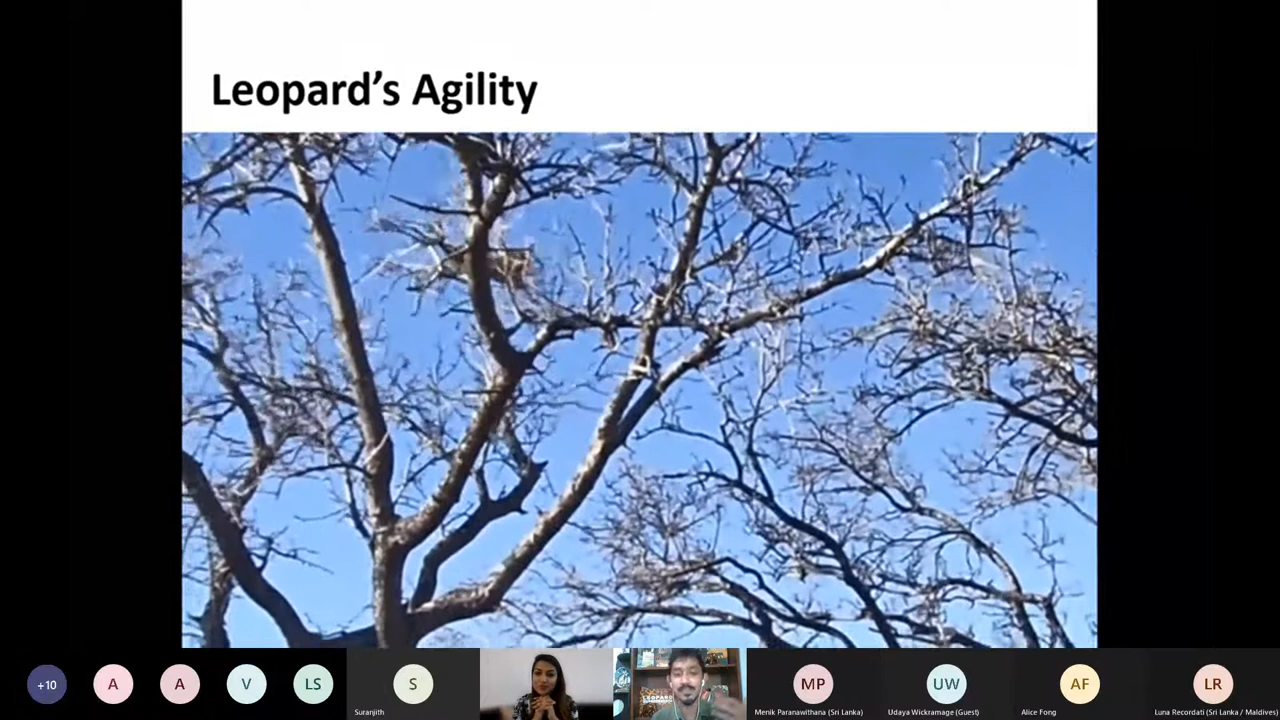 Leopard's Agility
+10
A
A
V
LS
S
MP
UW
AF
LR
Suranjith
LEOPARD
Menik Paranawithana (Sri Lanka)
Udaya Wickramage (Guest)
Alice Fong
Luna Recordati (Sri Lanka / Maldives)